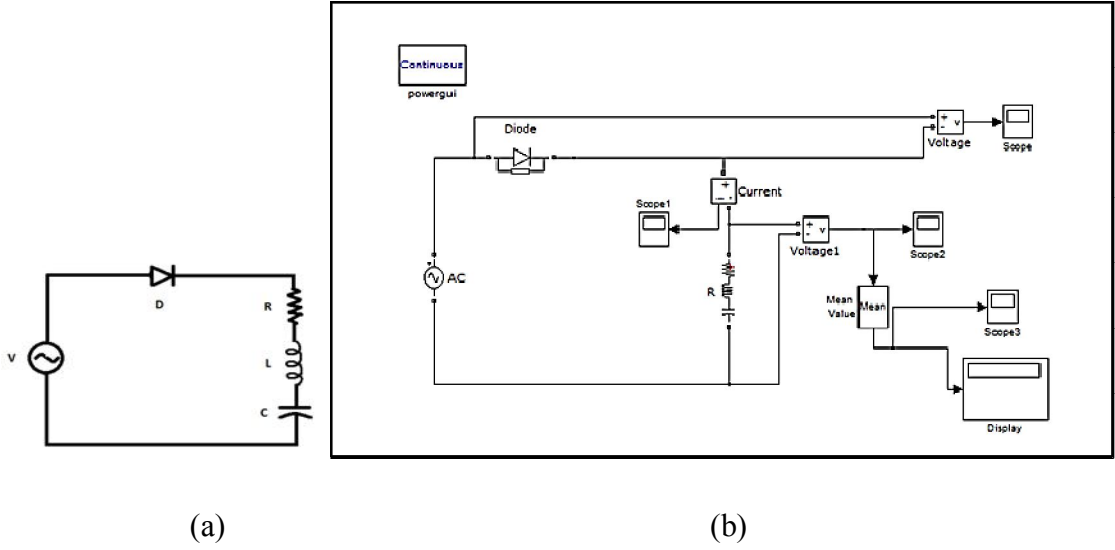 V
D
R
L
C
(a)
Continuous
powergui
Diode
+
-
v
Voltage
Scope
+
-
Current
Scope1
+
-
v
Voltage1
Scope2
AC
R
Mean
Value
Mean
Scope3
Display
(b)